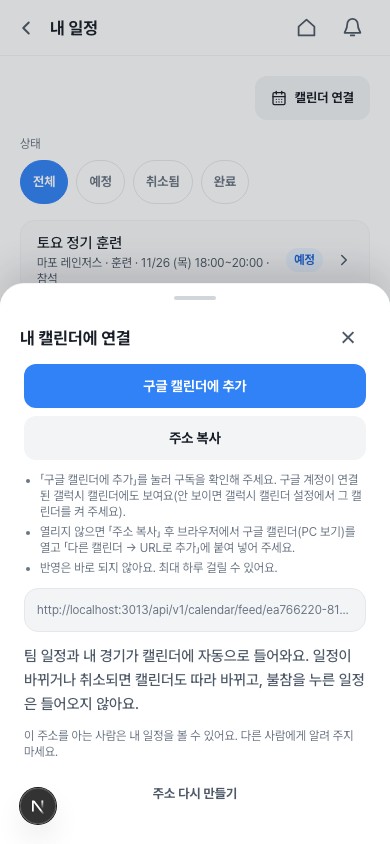 내 일정
캘린더 연결
상태
전체
예정
취소됨
완료
토요 정기 훈련
마포 레인저스 · 훈련 · 11/26 (목) 18:00~20:00 ·
참석
예정
내 캘린더에 연결
구글 캘린더에 추가
주소 복사
• 「구글 캘린더에 추가」를 눌러 구독을 확인해 주세요. 구글 계정이 연결
된 갤럭시 캘린더에도 보여요(안 보이면 갤럭시 캘린더 설정에서 그 캘
린더를 켜 주세요).
• 열리지 않으면 「주소 복사」 후 브라우저에서 구글 캘린더(PC 보기)를
열고 「다른 캘린더 → URL로 추가」에 붙여 넣어 주세요.
• 반영은 바로 되지 않아요. 최대 하루 걸릴 수 있어요.
http://localhost:3013/api/v1/calendar/feed/ea766220-81...
팀 일정과 내 경기가 캘린더에 자동으로 들어와요. 일정이
바뀌거나 취소되면 캘린더도 따라 바뀌고, 불참을 누른 일정
은 들어오지 않아요.
이 주소를 아는 사람은 내 일정을 볼 수 있어요. 다른 사람에게 알려 주지
마세요.
주소 다시 만들기
N